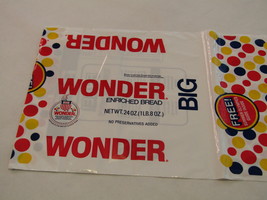 WONDER
WONDER
ENRICHED BREAD
NET WT. 24 OZ. (1 LB. 8 OZ.)
NO PRESERVATIVES ADDED
BIG
FREE!
WONDER